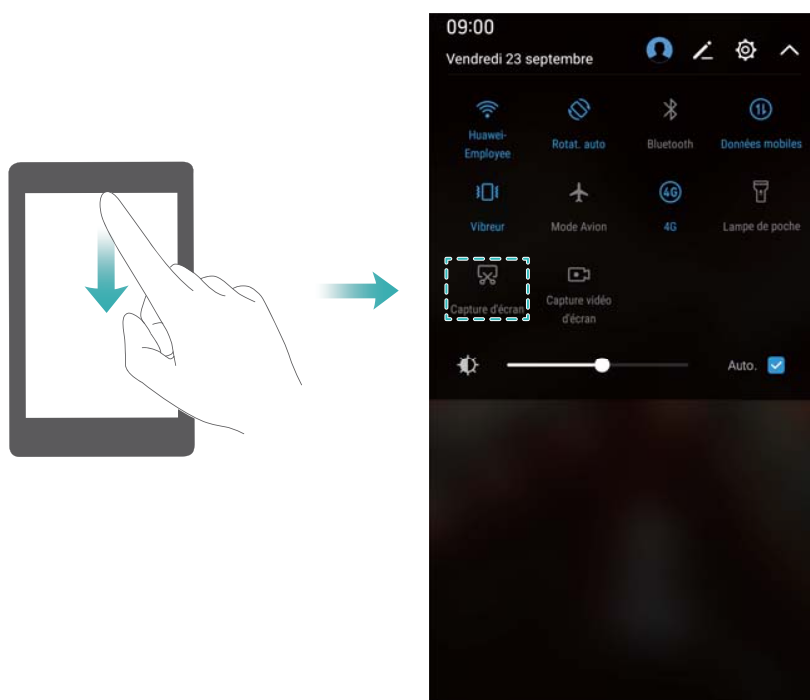 09:00
Vendredi 23 septembre
Huawei-
Employee
Rotat. auto
Bluetooth
Données mobiles
Vibreur
Mode Avion
4G
4G
Lampe de poche
Capture d'écran
Capture vidéo
d'écran
Auto.